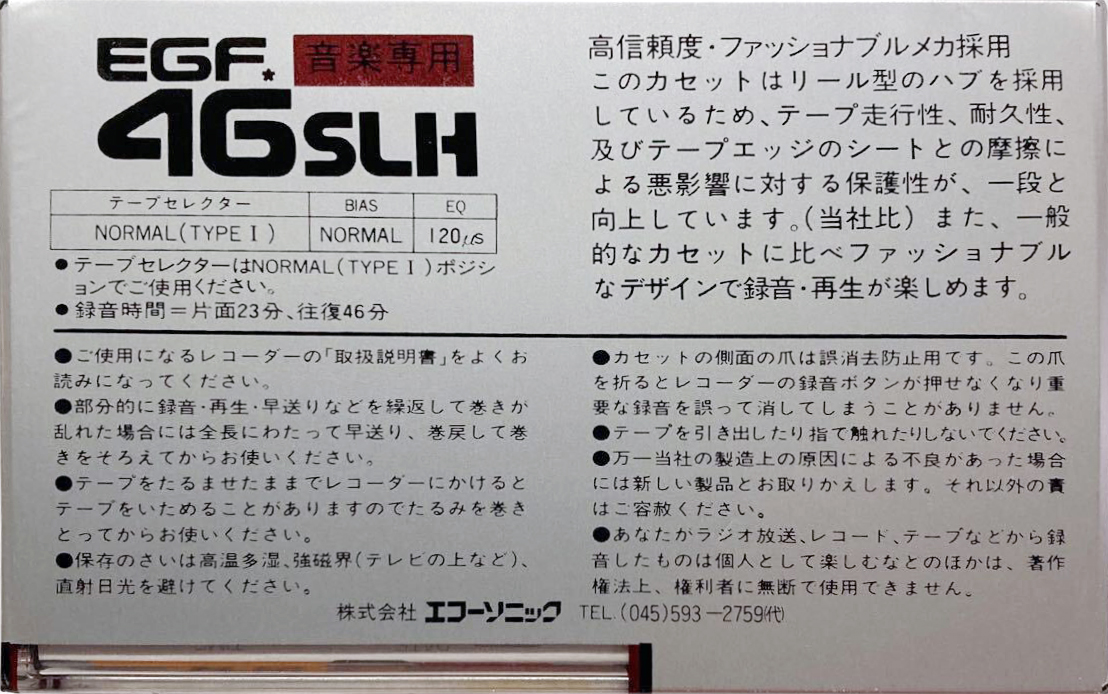 EGF.★ 音楽専用
46SLH
テープセレクター BIAS EQ
NORMAL(TYPE I) NORMAL 120μs
●テープセレクターはNORMAL(TYPE I)ポジシ
ョンでご使用ください。
●録音時間=片面23分、往復46分
高信頼度・ファッショナブルメカ採用
このカセットはリール型のハブを採用
しているため、テープ走行性、耐久性、
及びテープエッジのシートとの摩擦に
よる悪影響に対する保護性が、一段と
向上しています。(当社比) また、一般
的なカセットに比べファッショナブル
なデザインで録音・再生が楽しめます。
●ご使用になるレコーダーの「取扱説明書」をよくお
読みになってください。
●部分的に録音・再生・早送りなどを繰返して巻きが
乱れた場合には全長にわたって早送り、巻戻して巻
きをそろえてからお使いください。
●テープをたるませたままでレコーダーにかけると
テープをいためることがありますのでたるみを巻き
とってからお使いください。
●保存のさいは高温多湿、強磁界(テレビの上など)、
直射日光を避けてください。
●カセットの側面の爪は誤消去防止用です。この爪
を折るとレコーダーの録音ボタンが押せなくなり重
要な録音を誤って消してしまうことがありません。
●テープを引き出したり指で触れたりしないでください。
●万一当社の製造上の原因による不良があった場合
には新しい製品とお取りかえします。それ以外の責
はご容赦ください。
●あなたがラジオ放送、レコード、テープなどから録
音したものは個人として楽しむなとのほかは、著作
権法上、権利者に無断で使用できません。
株式会社 エコーソニック TEL.(045)593-2759(代)